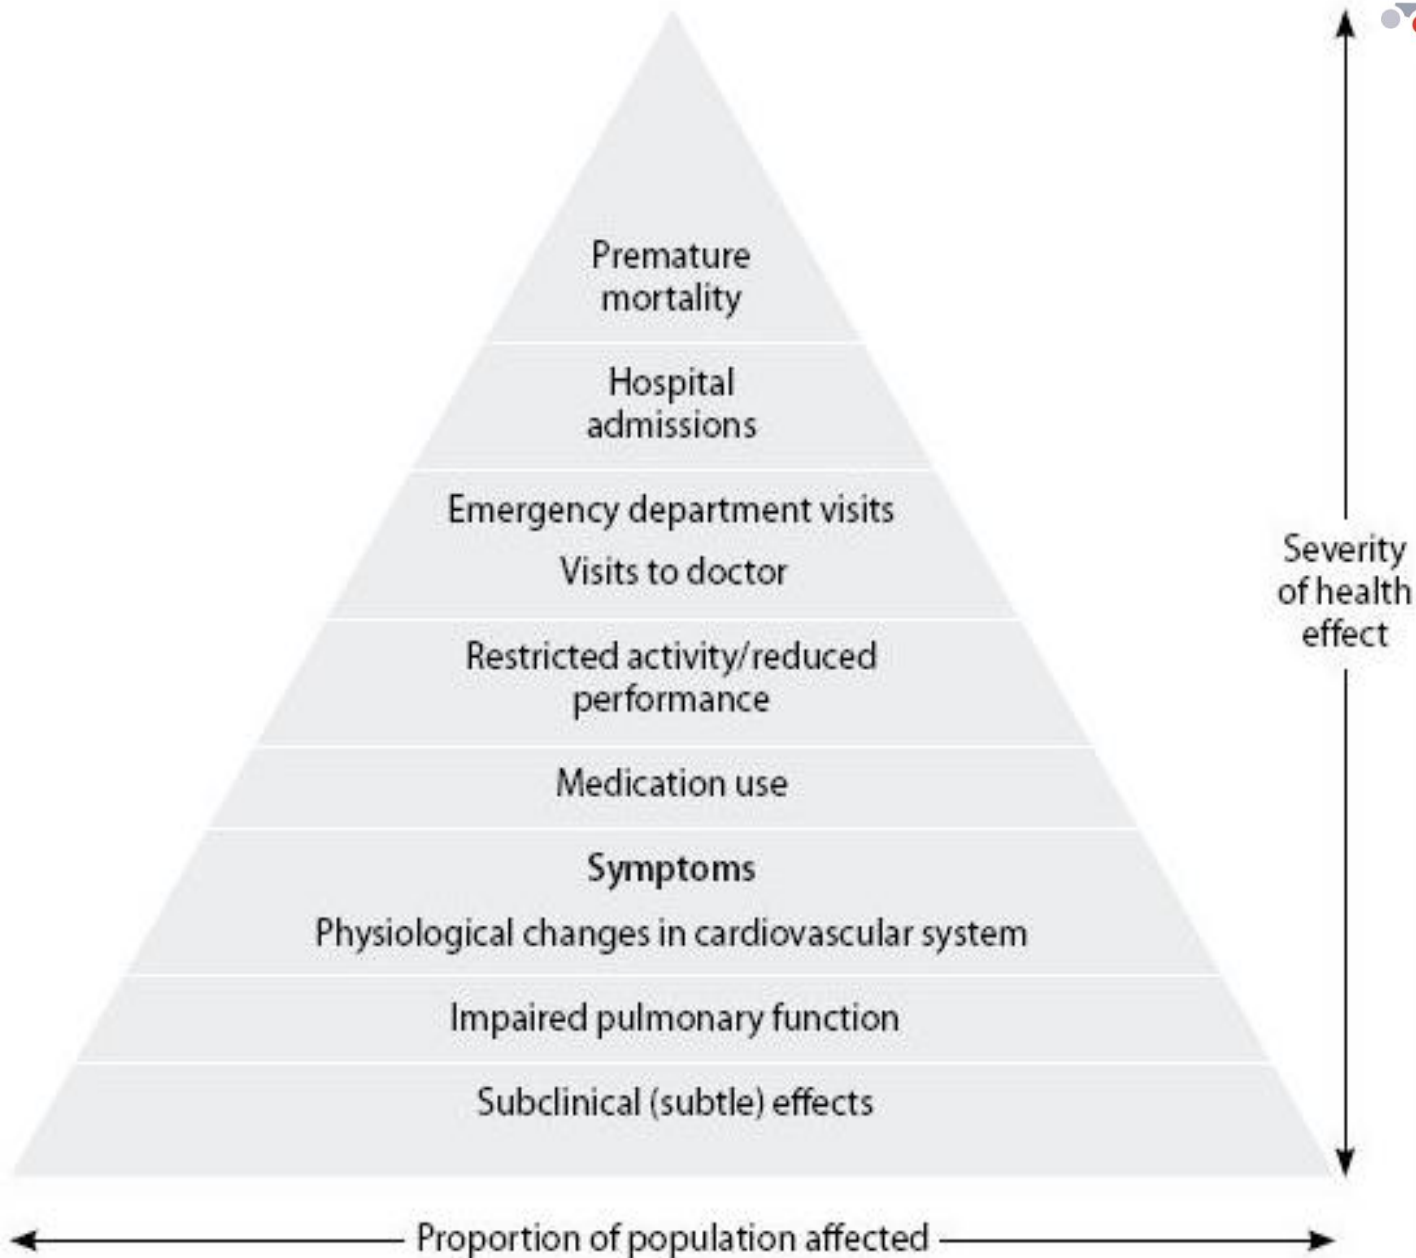 Premature
mortality
Hospital
admissions
Emergency department visits
Visits to doctor
Restricted activity/reduced
performance
Medication use
Symptoms
Physiological changes in cardiovascular system
Impaired pulmonary function
Subclinical (subtle) effects
Severity
of health
effect
Proportion of population affected